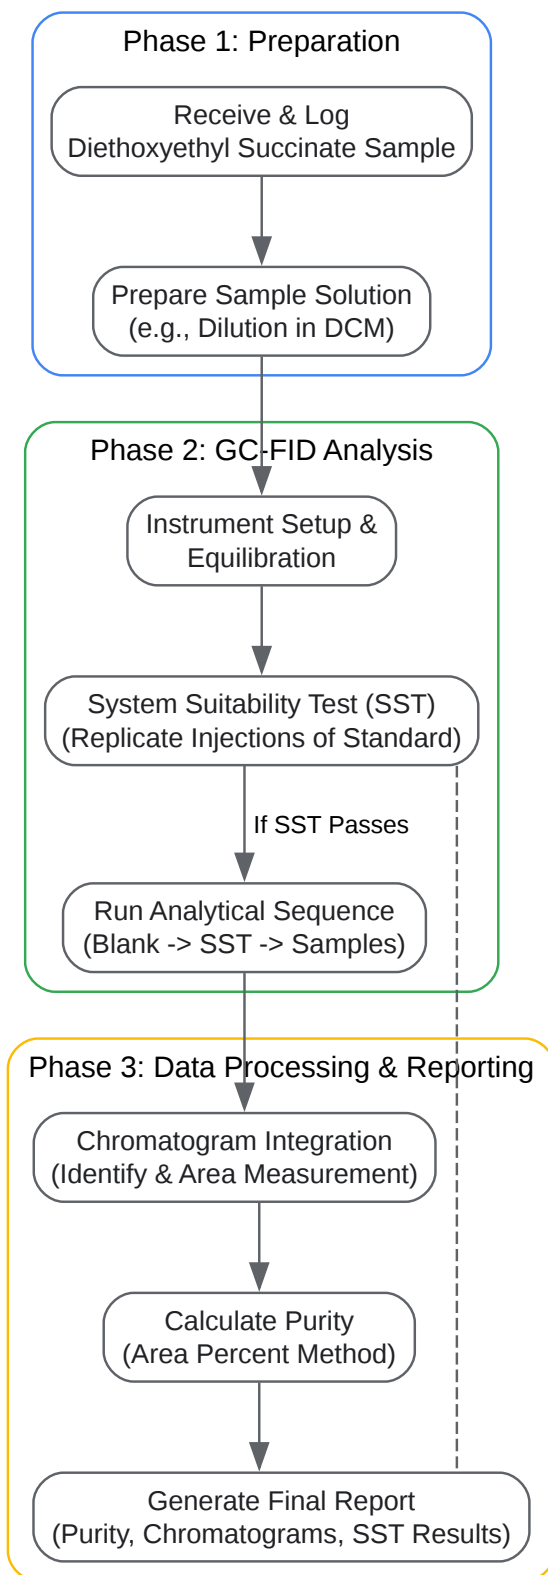 Phase 1: Preparation
Receive & Log
Diethoxyethyl Succinate Sample
Prepare Sample Solution
(e.g., Dilution in DCM)
Phase 2: GC-FID Analysis
Instrument Setup &
Equilibration
System Suitability Test (SST)
(Replicate Injections of Standard)
If SST Passes
Run Analytical Sequence
(Blank -> SST -> Samples)
Phase 3: Data Processing & Reporting
Chromatogram Integration
(Identify & Area Measurement)
Calculate Purity
(Area Percent Method)
Generate Final Report
(Purity, Chromatograms, SST Results)